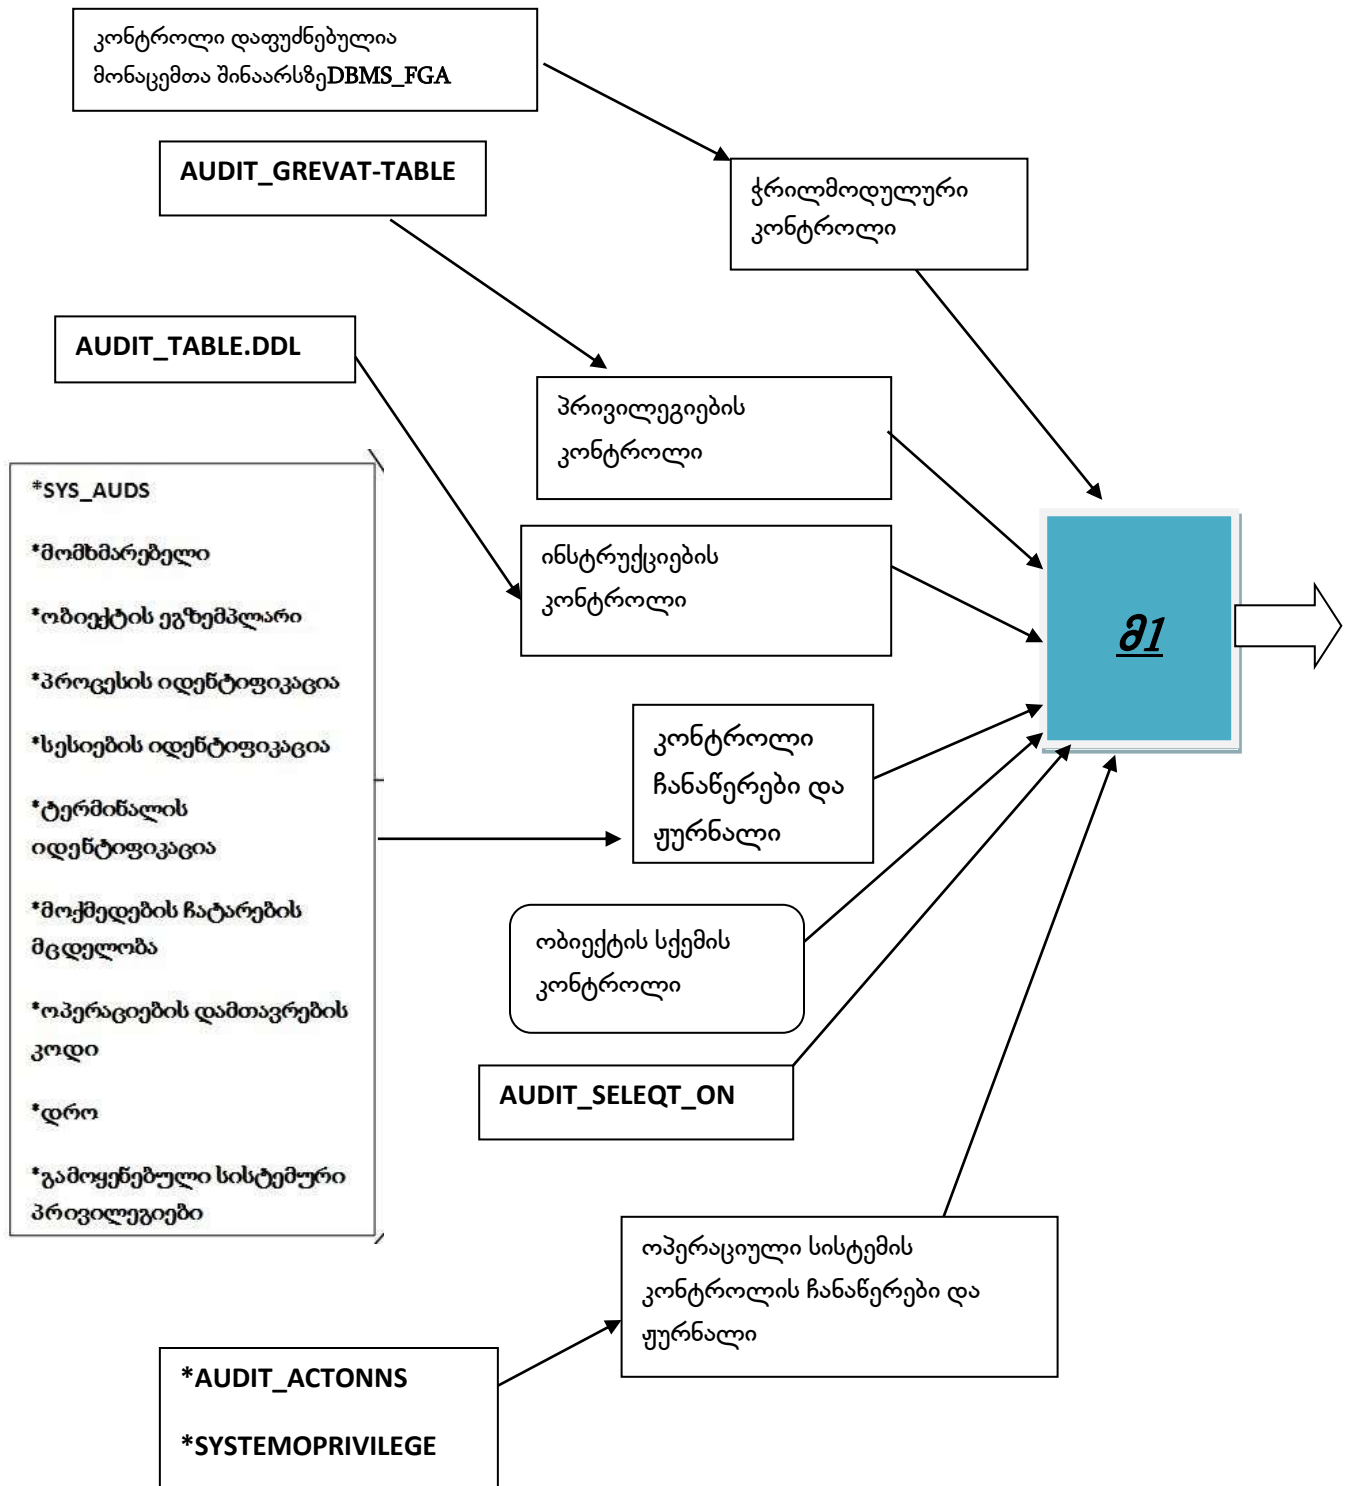 კონტროლი დაფუძნებულია
მონაცემთა შინაარსზეDBMS_FGA
AUDIT_GREVAT-TABLE
ჭრილმოდულური
კონტროლი
AUDIT_TABLE.DDL
პრივილეგიების
კონტროლი
*SYS_AUDS
*მომხმარებელი
*ობიექტის ეგზემპლარი
*პროცესის იდენტიფიკაცია
*სესიების იდენტიფიკაცია
*ტერმინალის
იდენტიფიკაცია
*მოქმედების ჩატარების
მცდელობა
*ოპერაციების დამთავრების
კოდი
*დრო
*გამოყენებული სისტემური
პრივილეგიები
ინსტრუქციების
კონტროლი
მ1
კონტროლი
ჩანაწერები და
ჟურნალი
ობიექტის სქემის
კონტროლი
AUDIT_SELEQT_ON
ოპერაციული სისტემის
კონტროლის ჩანაწერები და
ჟურნალი
*AUDIT_ACTONNS
*SYSTEMOPRIVILEGE